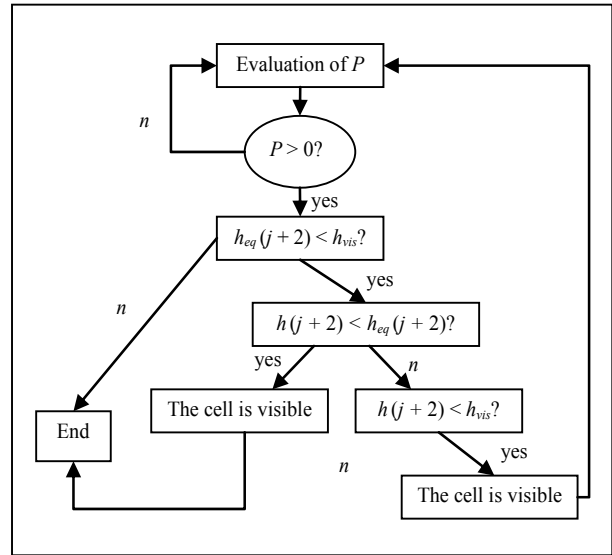 Evaluation of P
n
P > 0?
yes
h_eq (j + 2) < h_vis?
yes
n
h (j + 2) < h_eq (j + 2)?
yes
n
The cell is visible
h (j + 2) < h_vis?
End
yes
n
The cell is visible